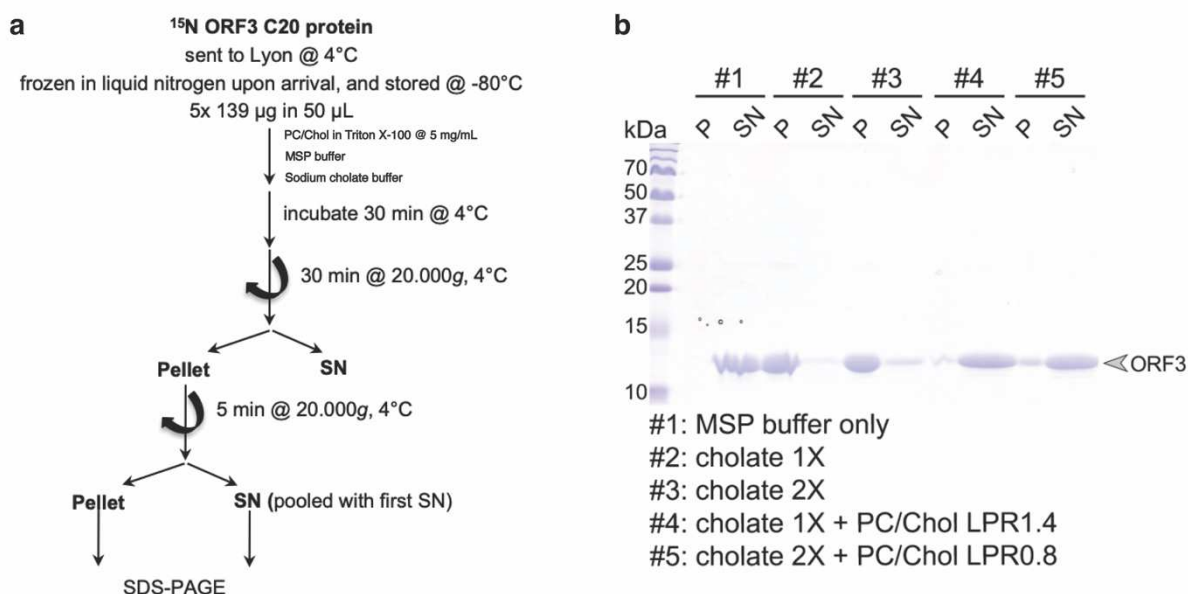 a
15N ORF3 C20 protein
sent to Lyon @ 4°C
frozen in liquid nitrogen upon arrival, and stored @ -80°C
5x 139 µg in 50 µL
PC/Chol in Triton X-100 @ 5 mg/mL
MSP buffer
Sodium cholate buffer
incubate 30 min @ 4°C
30 min @ 20.000g, 4°C
Pellet SN
5 min @ 20.000g, 4°C
Pellet SN (pooled with first SN)
SDS-PAGE
b
#1 #2 #3 #4 #5
kDa P SN P SN P SN P SN P SN
70
50
37
25
20
15
ORF3
10
#1: MSP buffer only
#2: cholate 1X
#3: cholate 2X
#4: cholate 1X + PC/Chol LPR1.4
#5: cholate 2X + PC/Chol LPR0.8